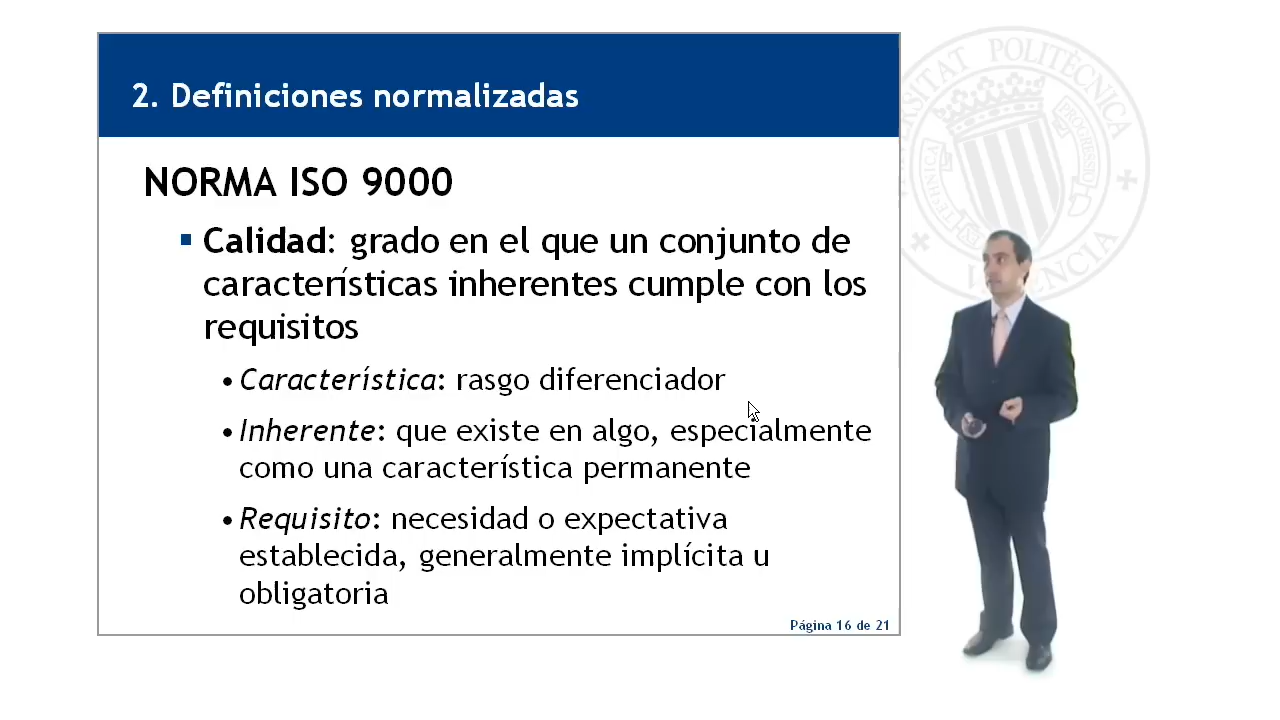 2. Definiciones normalizadas
NORMA ISO 9000
Calidad: grado en el que un conjunto de
características inherentes cumple con los
requisitos
• Característica: rasgo diferenciador
• Inherente: que existe en algo, especialmente
como una característica permanente
• Requisito: necesidad o expectativa
establecida, generalmente implícita u
obligatoria
Página 16 de 21
POLITÈCNICA